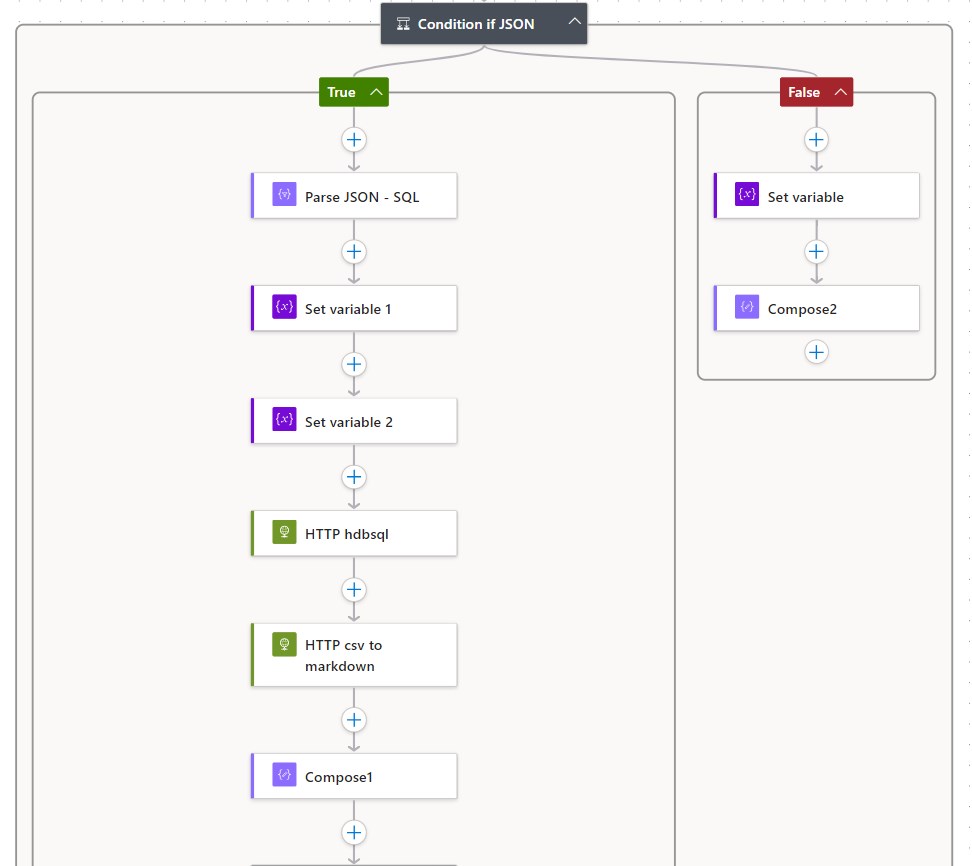 Condition if JSON
True
False
Parse JSON - SQL
Set variable
Set variable 1
Compose2
Set variable 2
HTTP hdbsql
HTTP csv to
markdown
Compose1